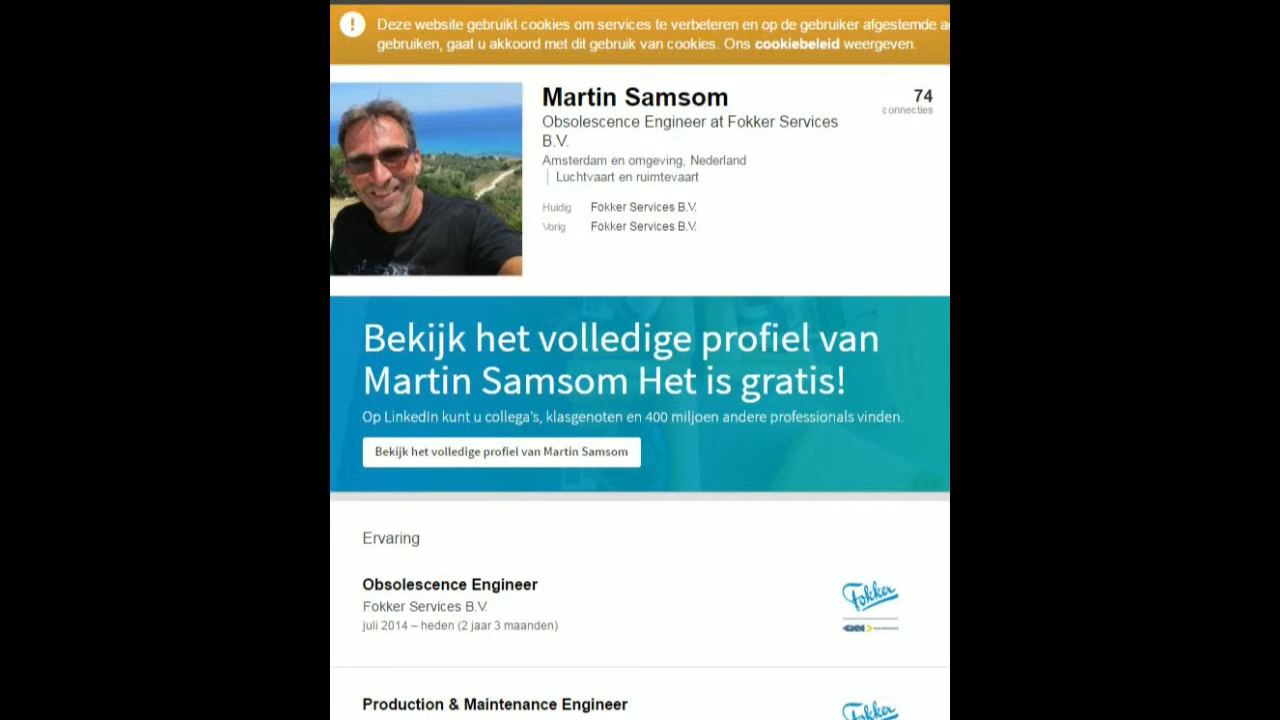 Deze website gebruikt cookies om services te verbeteren en op de gebruiker afgestemde
gebruiken, gaat u akkoord met dit gebruik van cookies. Ons cookiebeleid weergeven.
Martin Samsom
74
connecties
Obsolescence Engineer at Fokker Services
B.V.
Amsterdam en omgeving, Nederland
Luchtvaart en ruimtevaart
Huidig Fokker Services B.V.
Vorig Fokker Services B.V.
Bekijk het volledige profiel van
Martin Samsom Het is gratis!
Op LinkedIn kunt u collega's, klasgenoten en 400 miljoen andere professionals vinden.
Bekijk het volledige profiel van Martin Samsom
Ervaring
Obsolescence Engineer
Fokker
Fokker Services B.V.
juli 2014 – heden (2 jaar 3 maanden)
GKN
Production & Maintenance Engineer
Fokker